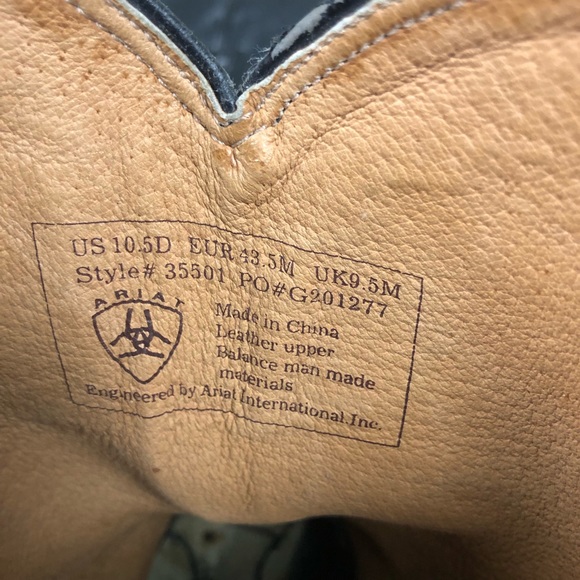 US 10.5D EUR 43.5M UK9.5M
Style# 35501 PO#G201277
ARIAT
Made in China
Leather upper
Balance man made
materials
Engineered by Ariat International.Inc.